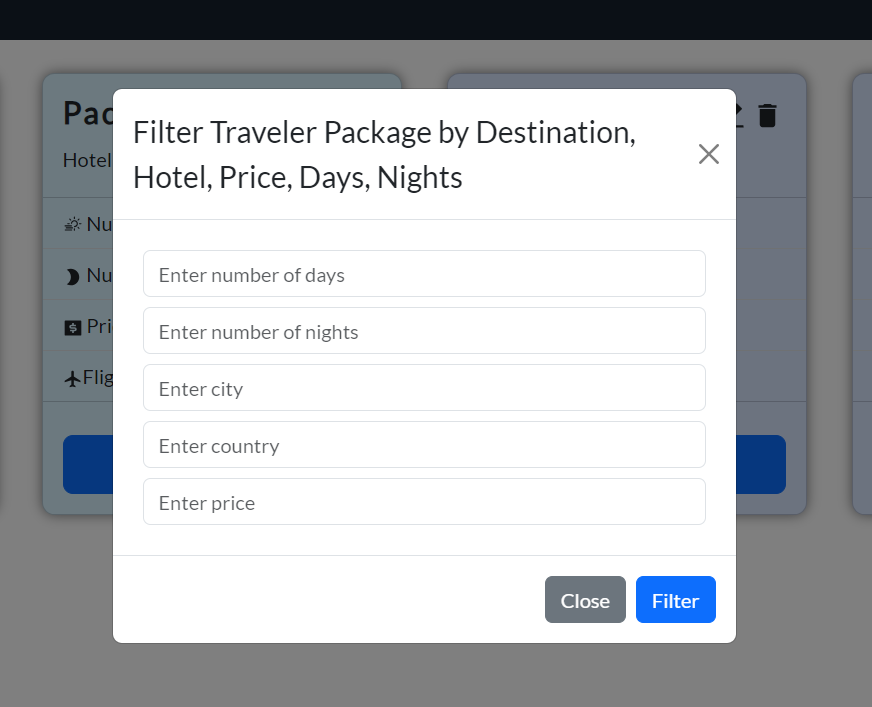 Pac
Hotel
Nu
Nu
Pri
Flig
Filter Traveler Package by Destination,
Hotel, Price, Days, Nights
Enter number of days
Enter number of nights
Enter city
Enter country
Enter price
Close
Filter